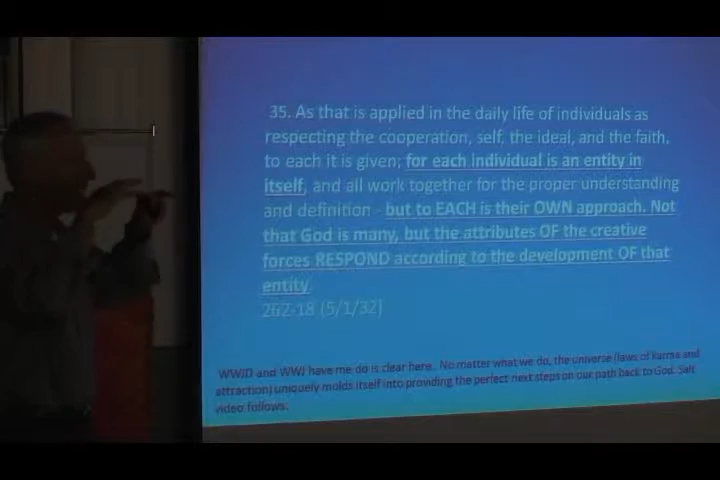 35. As that is applied in the daily life of individuals as
respecting the cooperation, self, the ideal, and the faith,
to each it is given; for each individual is an entity in
itself, and all work together for the proper understanding
and definition - but to EACH is their OWN approach. Not
that God is many, but the attributes OF the creative
forces RESPOND according to the development OF that
entity.
262-18 (5/1/32)
WWJD and WWJ have me do is clear here. No matter what we do, the universe (laws of karma and
attraction) uniquely molds itself into providing the perfect next steps on our path back to God. Salt
video follows.